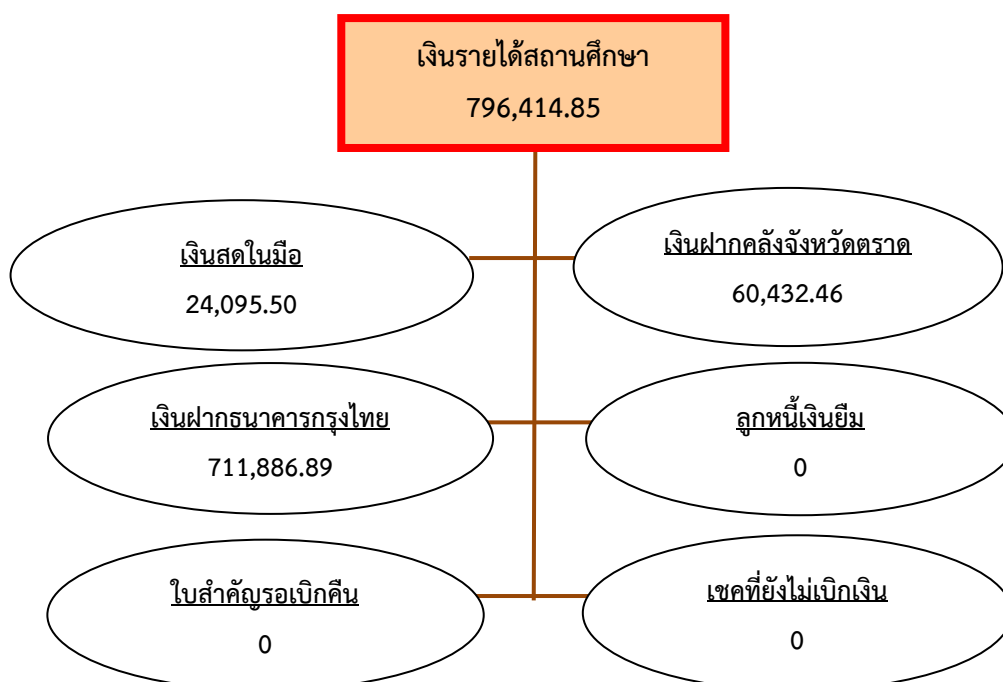 เงินรายได้สถานศึกษา
796,414.85
เงินสดในมือ
24,095.50
เงินฝากคลังจังหวัดตราด
60,432.46
เงินฝากธนาคารกรุงไทย
711,886.89
ลูกหนี้เงินยืม
0
ใบสำคัญรอเบิกคืน
0
เชคที่ยังไม่เบิกเงิน
0